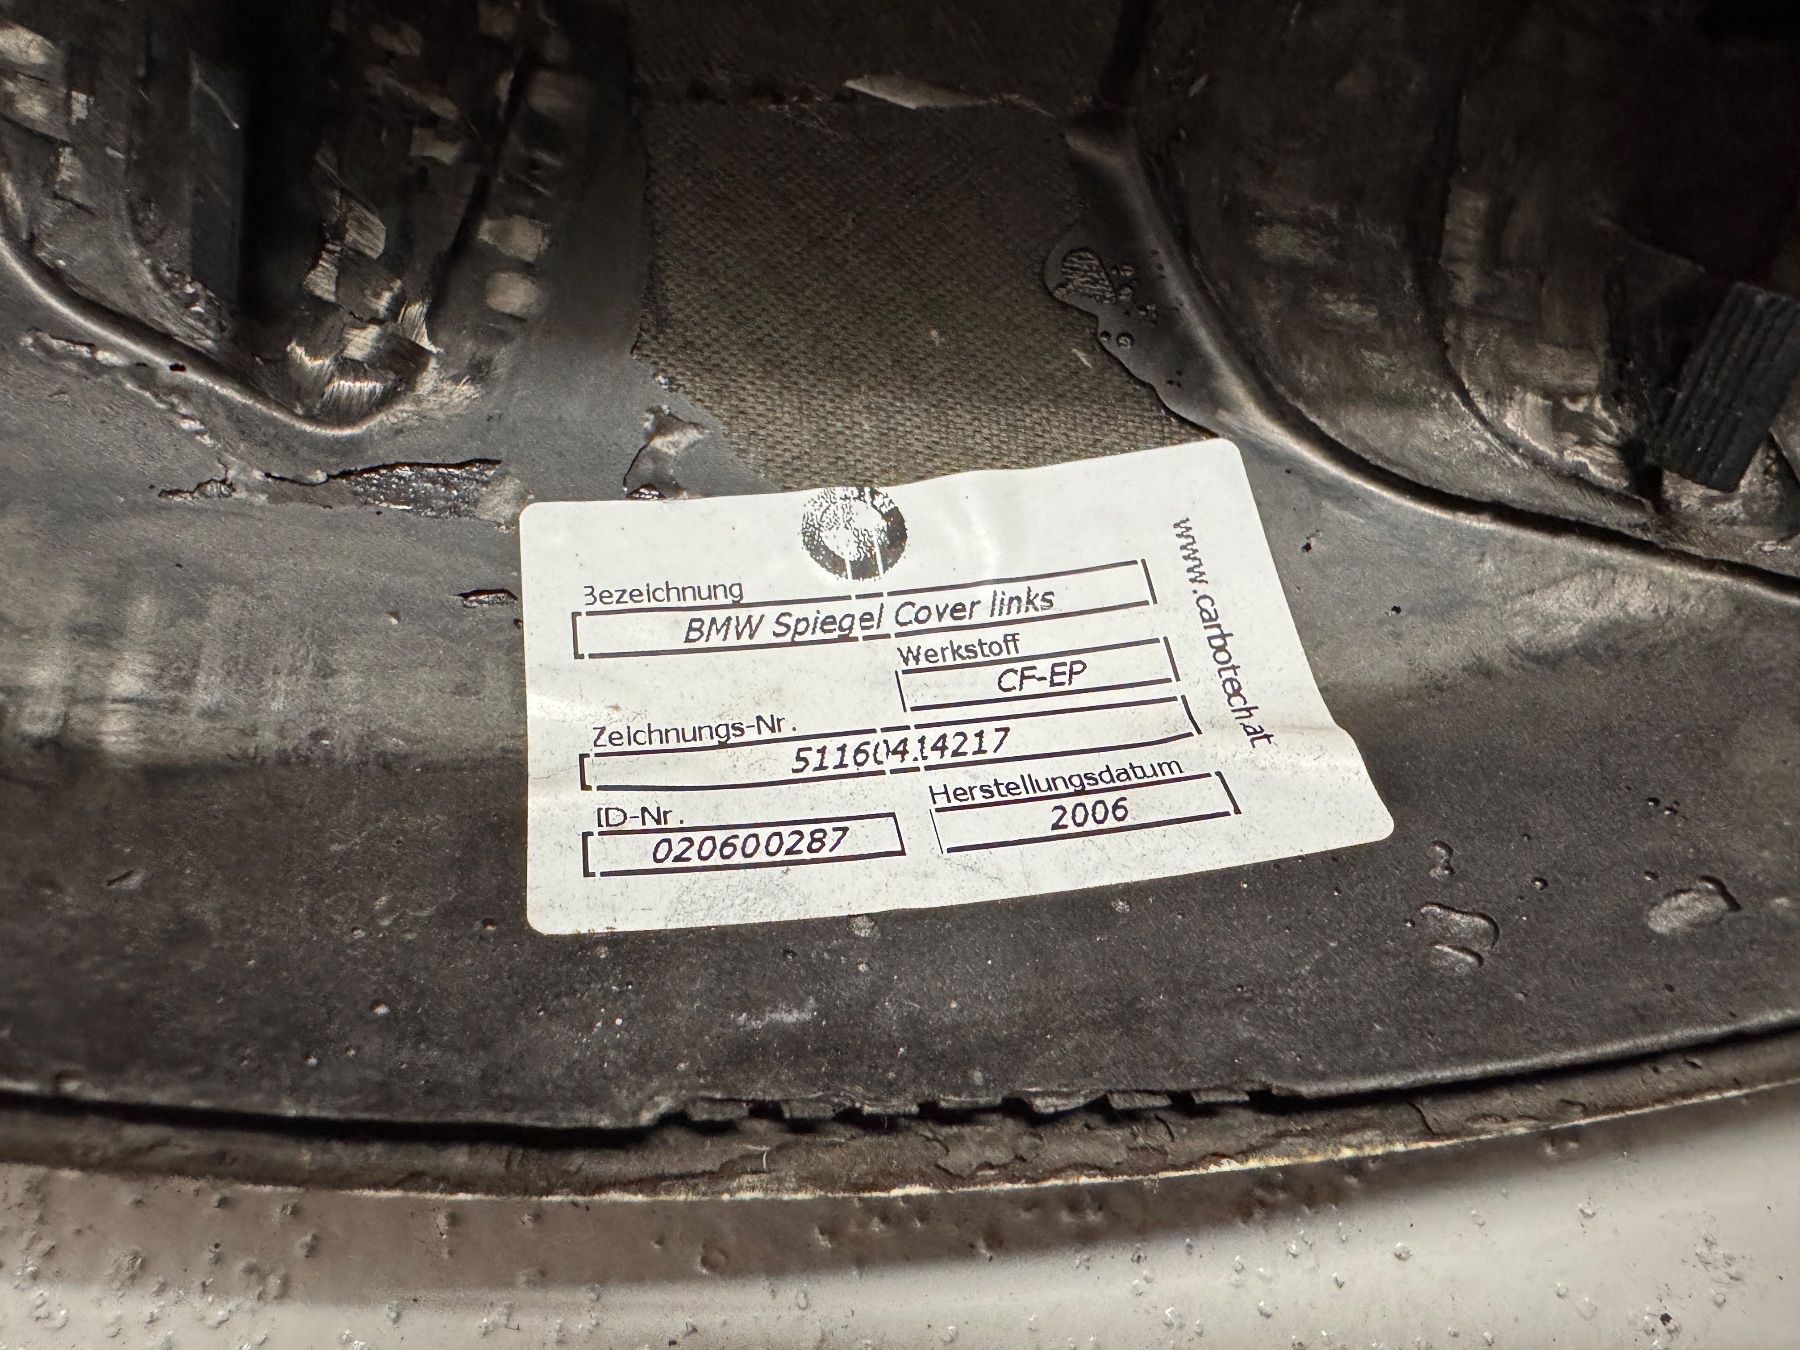 Bezeichnung
BMW Spiegel Cover links
Werkstoff
CF-EP
Zeichnungs-Nr.
51160414217
ID-Nr.
020600287
Herstellungsdatum
2006
www.carbotech.at